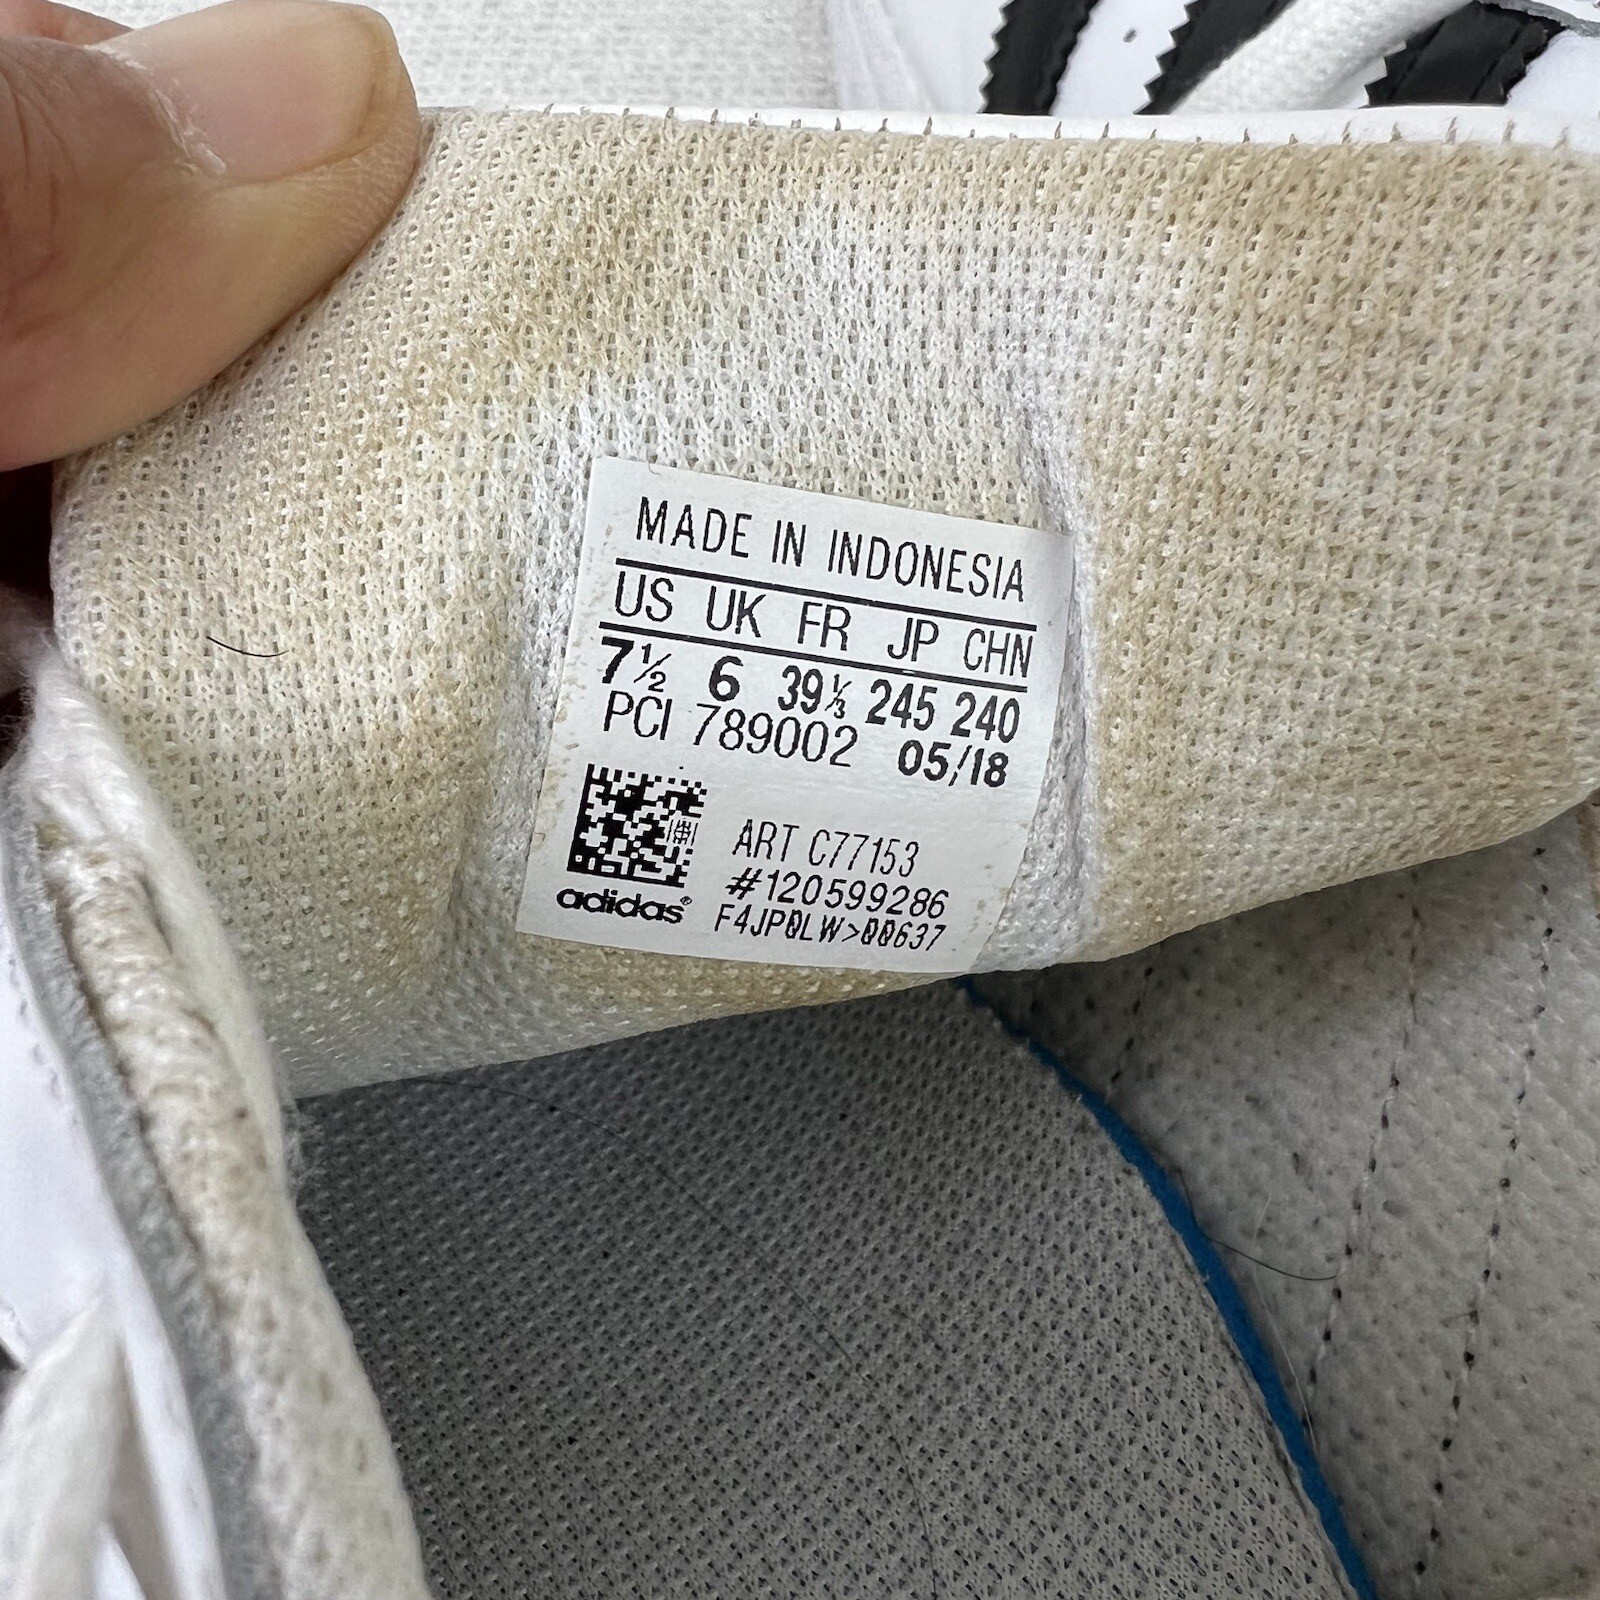 MADE IN INDONESIA
US UK FR JP CHN
7½ 6 39⅓ 245 240
PCI 789002 05/18
ART C77153
#120599286
adidas®
F4JP0LW>00637